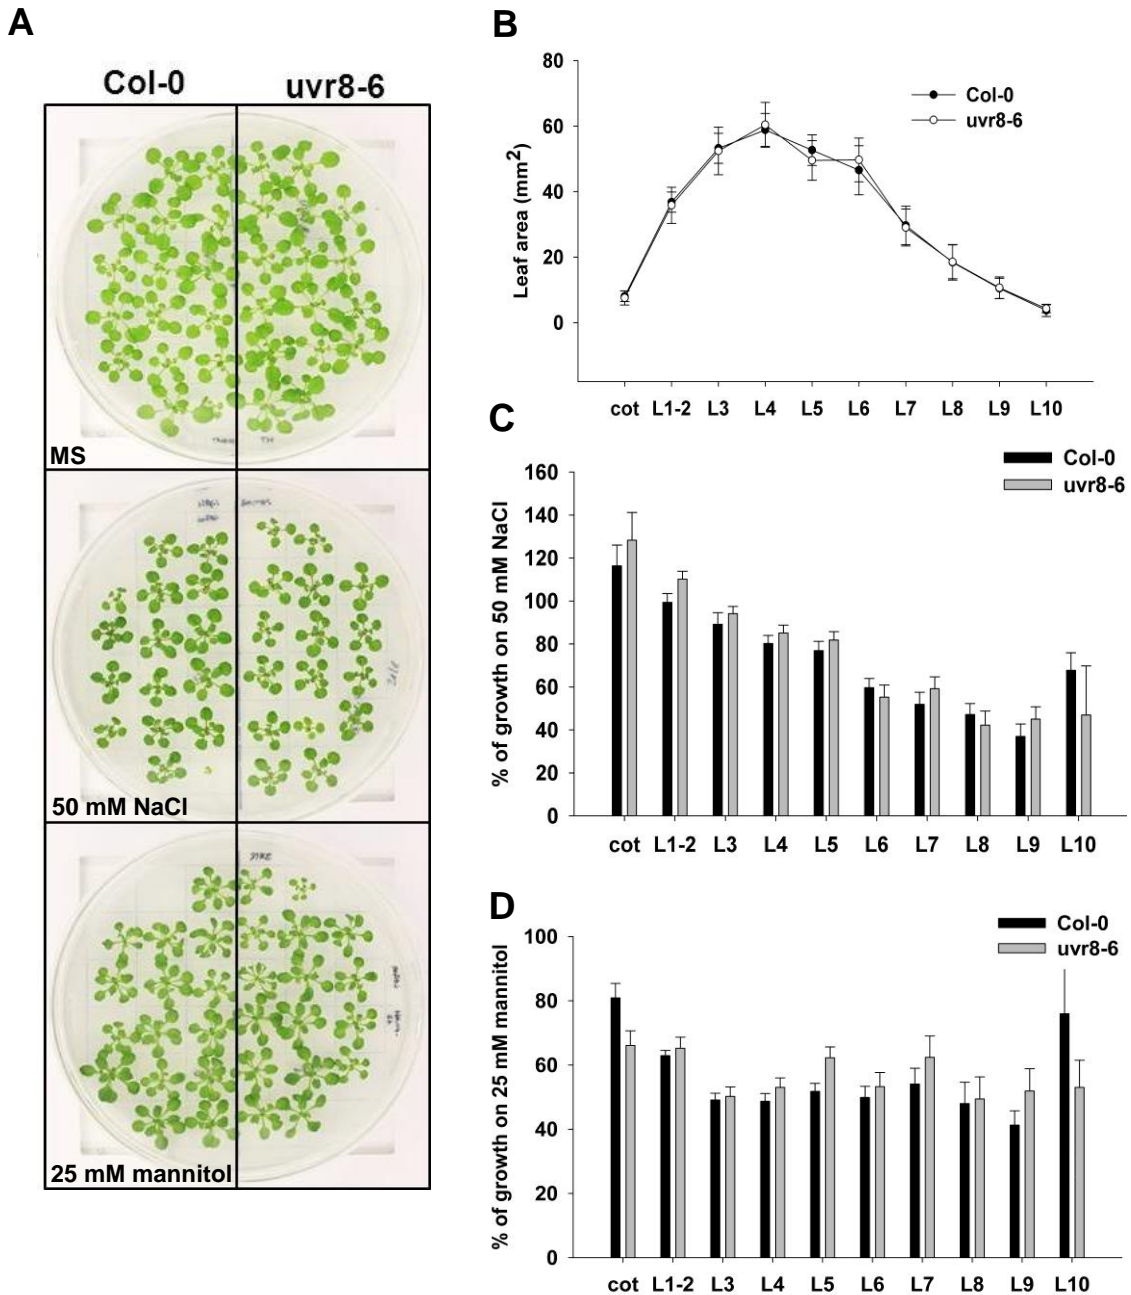 A
Col-0
uvr8-6
MS
50 mM NaCl
25 mM mannitol
B
80
60
40
20
0
Leaf area (mm²)
Col-0
uvr8-6
cot L1-2 L3 L4 L5 L6 L7 L8 L9 L10
C
160
140
120
100
80
60
40
20
0
% of growth on 50 mM NaCl
Col-0
uvr8-6
cot L1-2 L3 L4 L5 L6 L7 L8 L9 L10
D
100
80
60
40
20
0
% of growth on 25 mM mannitol
Col-0
uvr8-6
cot L1-2 L3 L4 L5 L6 L7 L8 L9 L10